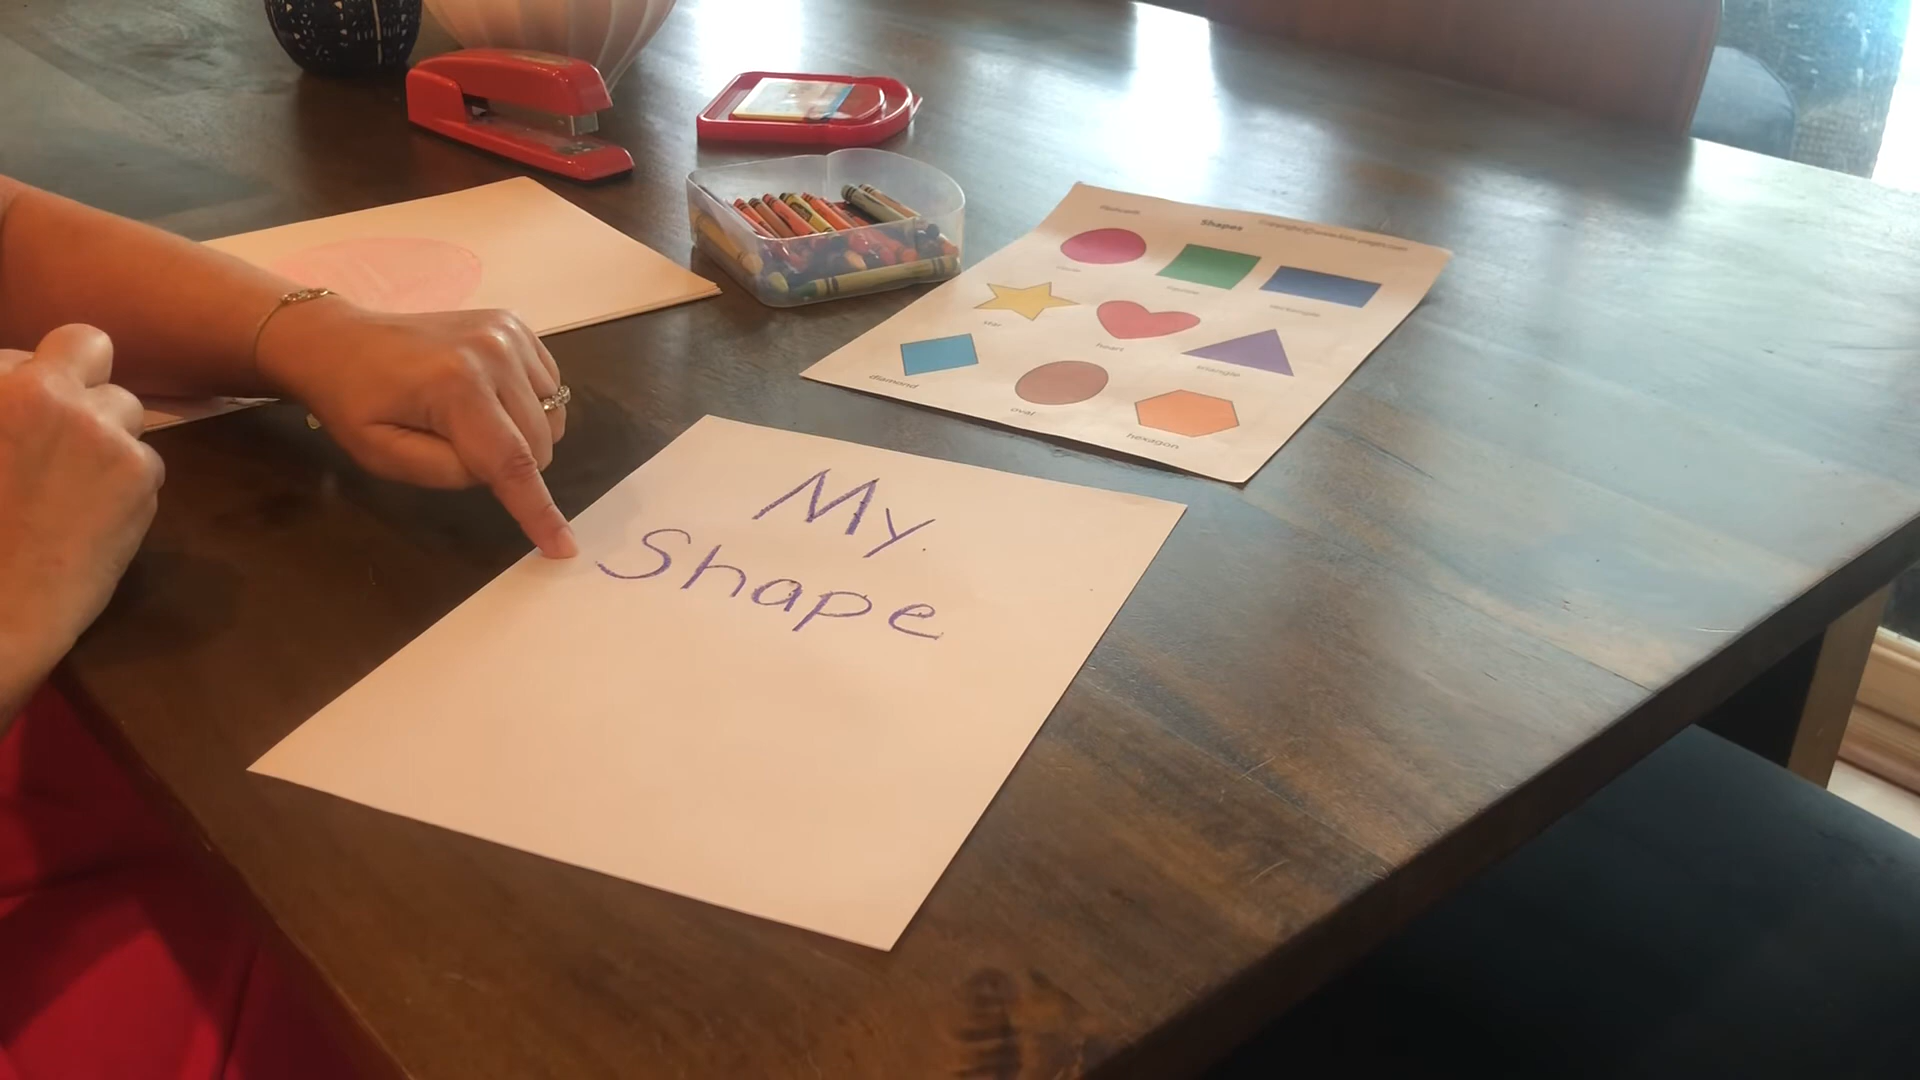 My
Shape
Shapes
circle
square
rectangle
star
heart
triangle
diamond
oval
hexagon